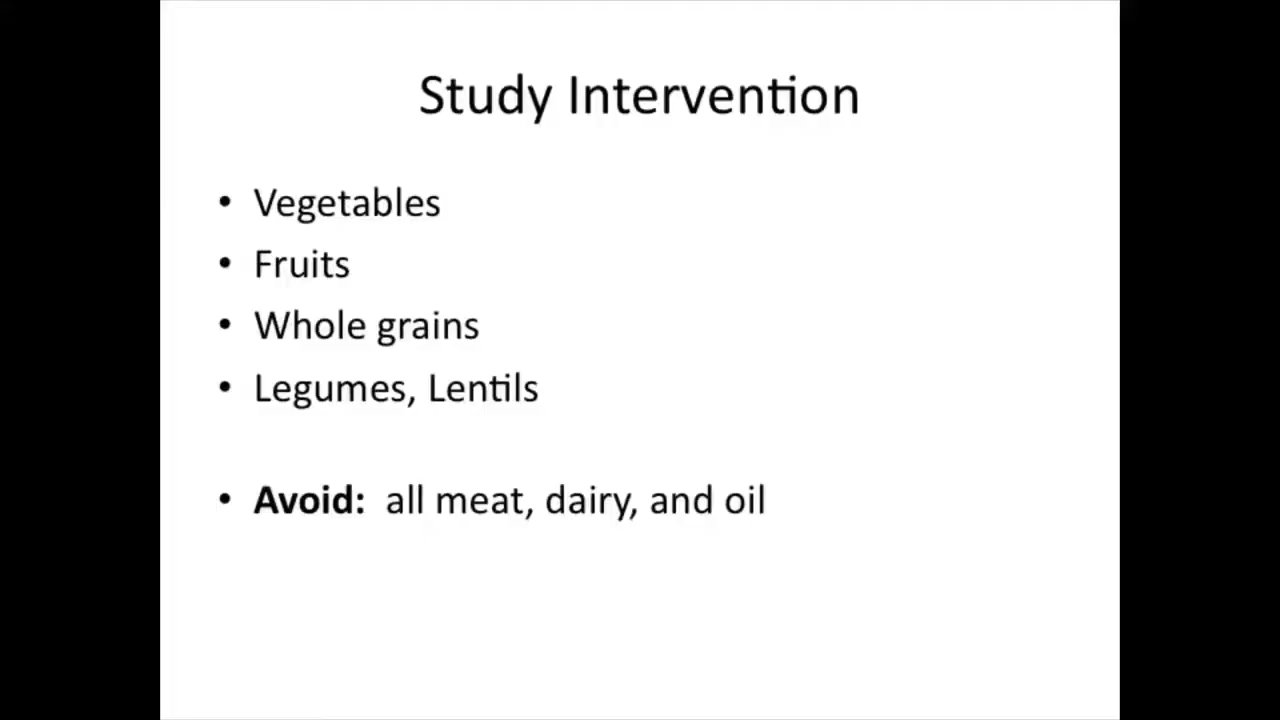 Study Intervention
• Vegetables
• Fruits
• Whole grains
• Legumes, Lentils
• Avoid: all meat, dairy, and oil